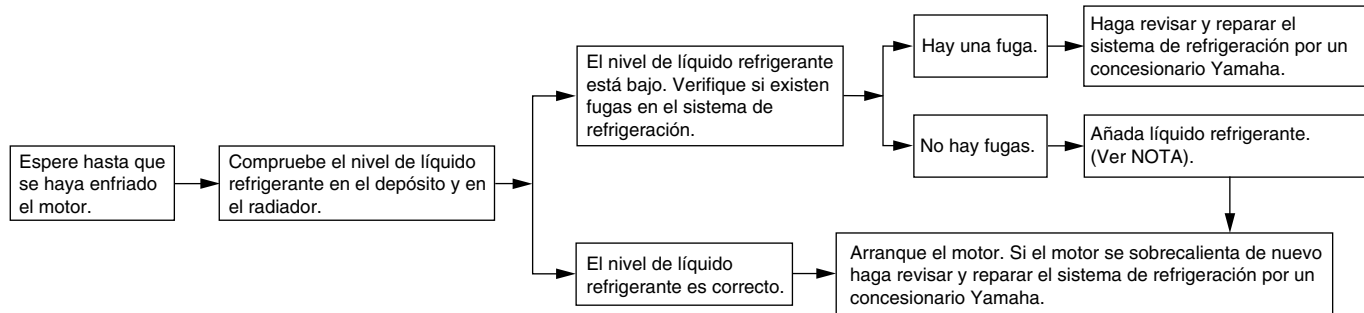 Espere hasta que
se haya enfriado
el motor.
Compruebe el nivel de líquido
refrigerante en el depósito y en
el radiador.
El nivel de líquido refrigerante
está bajo. Verifique si existen
fugas en el sistema de
refrigeración.
Hay una fuga.
Haga revisar y reparar el
sistema de refrigeración por un
concesionario Yamaha.
No hay fugas.
Añada líquido refrigerante.
(Ver NOTA).
El nivel de líquido
refrigerante es correcto.
Arranque el motor. Si el motor se sobrecalienta de nuevo
haga revisar y reparar el sistema de refrigeración por un
concesionario Yamaha.